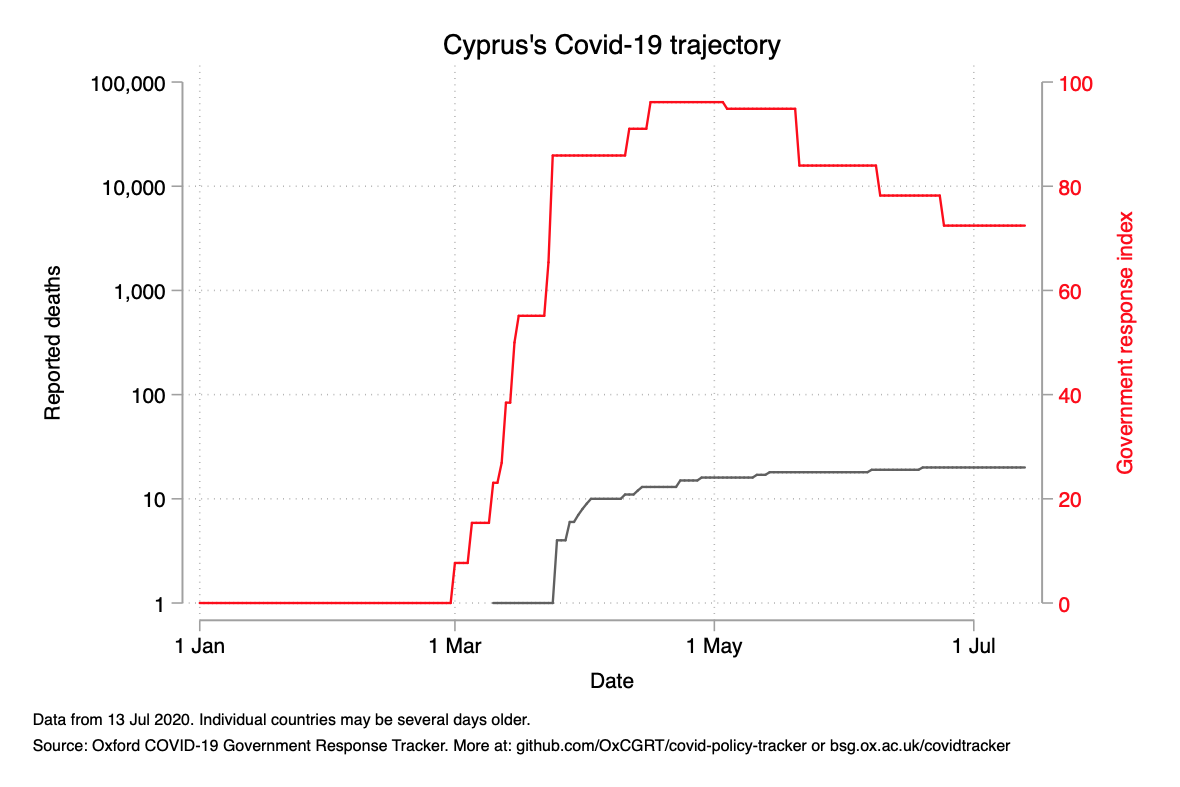 Cyprus's Covid-19 trajectory
100,000
10,000
1,000
100
10
1
Reported deaths
100
80
60
40
20
0
Government response index
1 Jan
1 Mar
1 May
1 Jul
Date
Data from 13 Jul 2020. Individual countries may be several days older.
Source: Oxford COVID-19 Government Response Tracker. More at: github.com/OxCGRT/covid-policy-tracker or bsg.ox.ac.uk/covidtracker